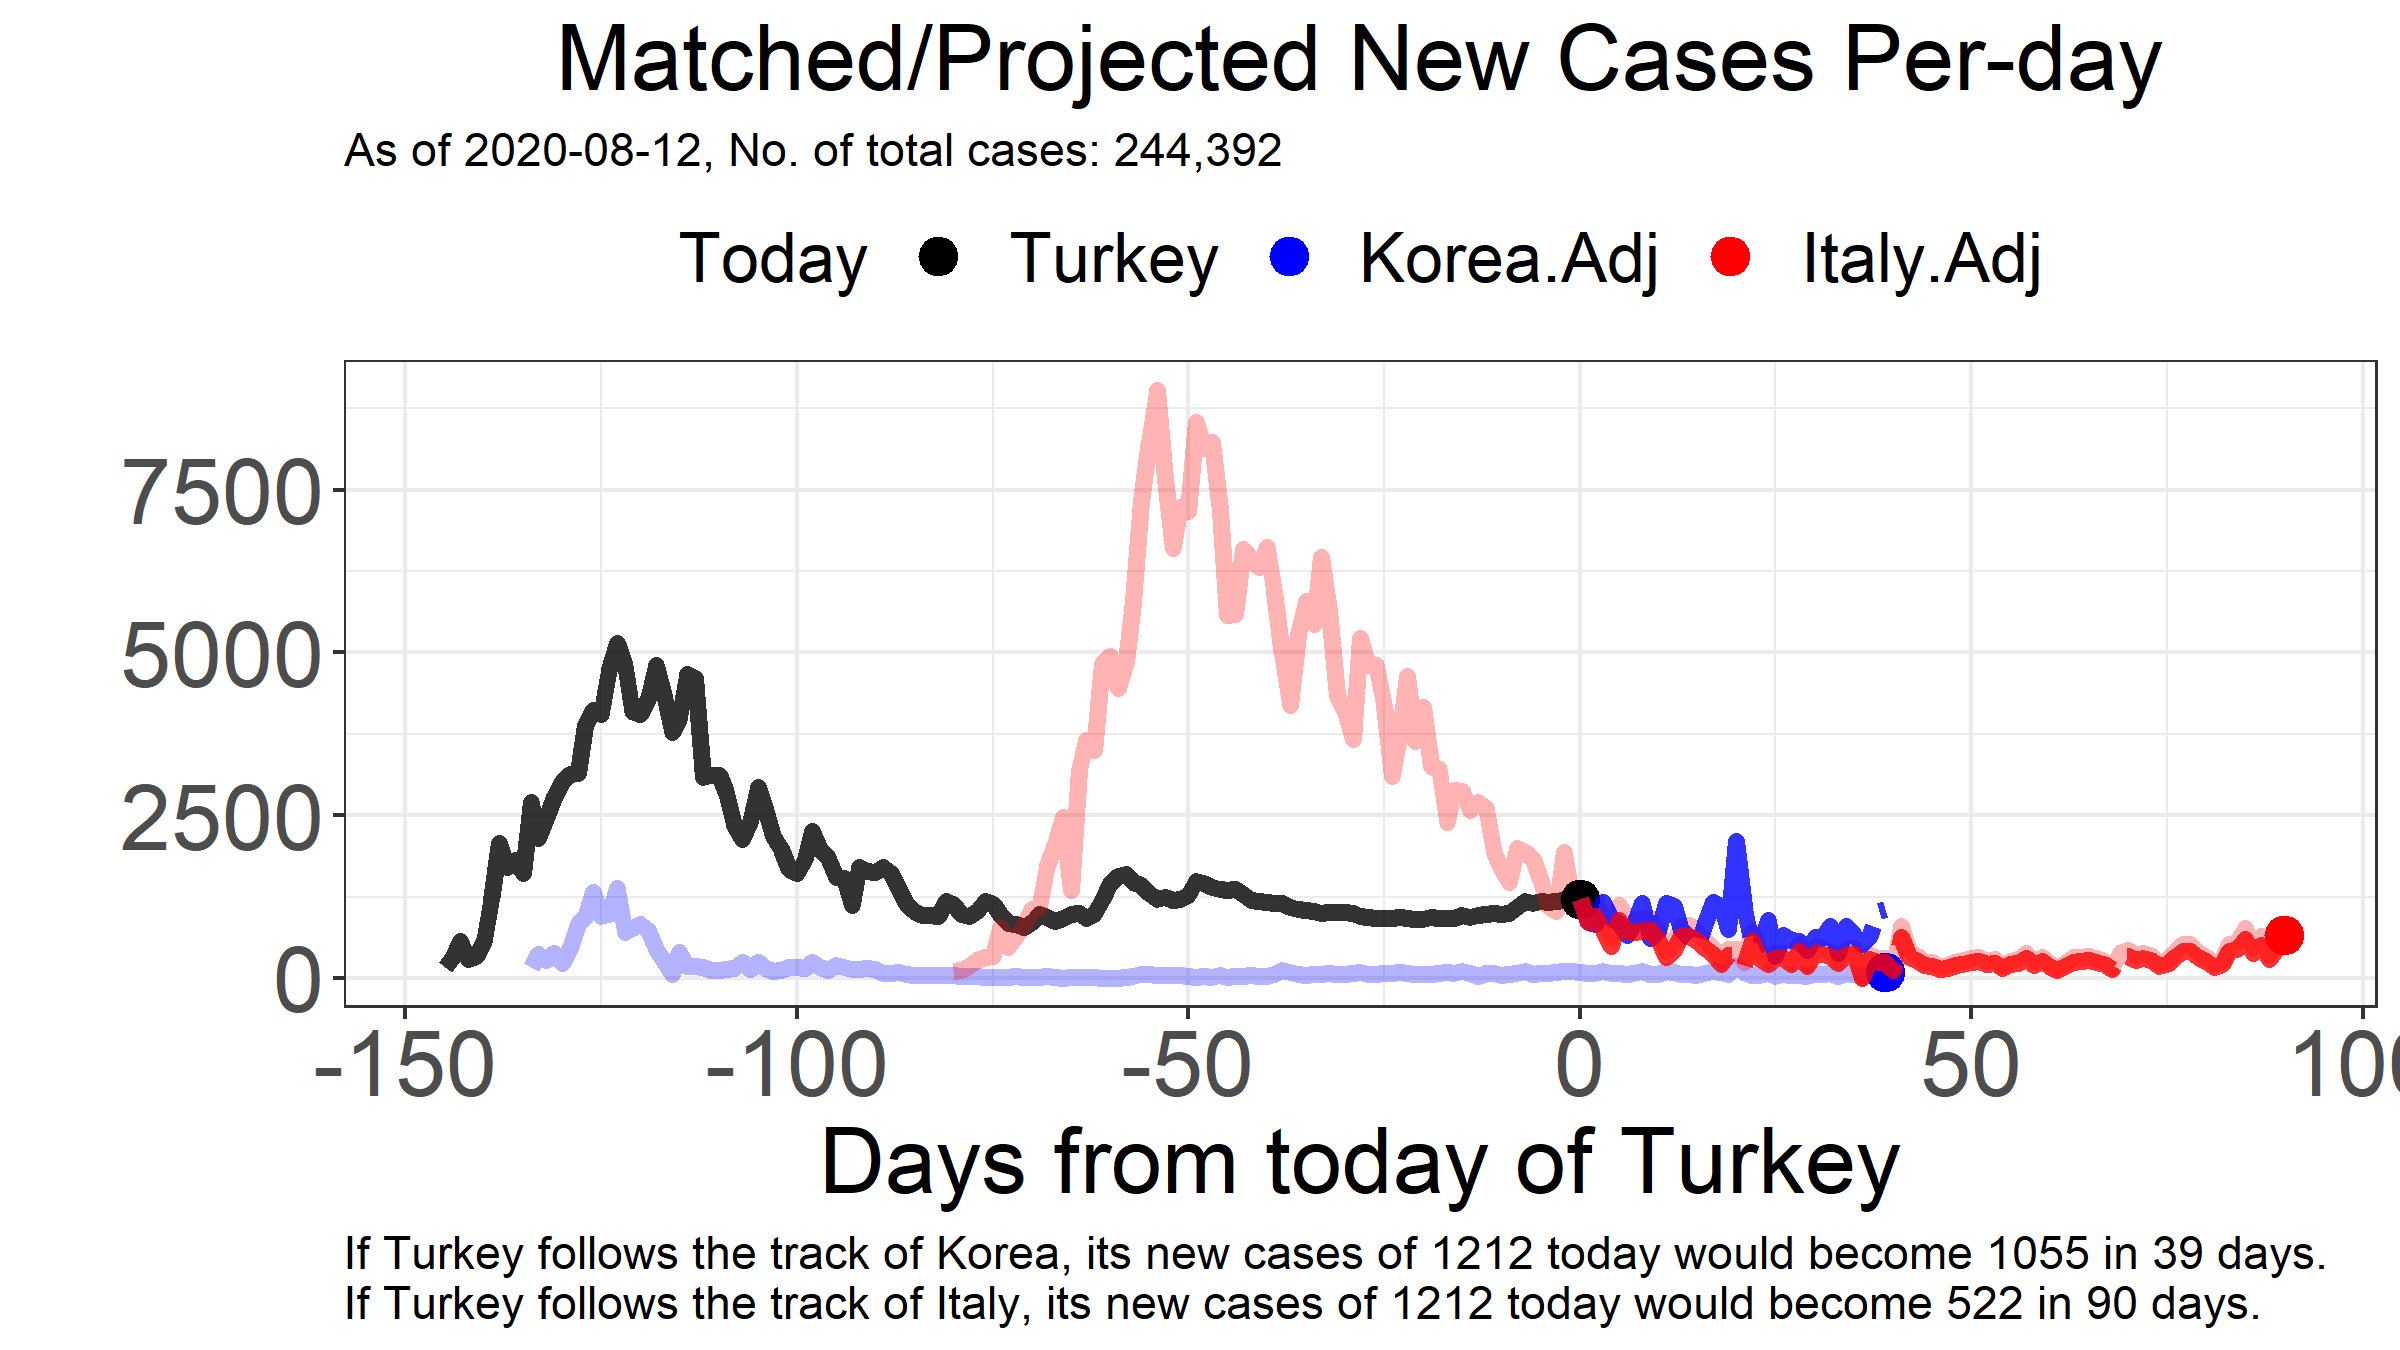 Matched/Projected New Cases Per-day
As of 2020-08-12, No. of total cases: 244,392
Today Turkey Korea.Adj Italy.Adj
7500
5000
2500
0
-150 -100 -50 0 50 100
Days from today of Turkey
If Turkey follows the track of Korea, its new cases of 1212 today would become 1055 in 39 days.
If Turkey follows the track of Italy, its new cases of 1212 today would become 522 in 90 days.